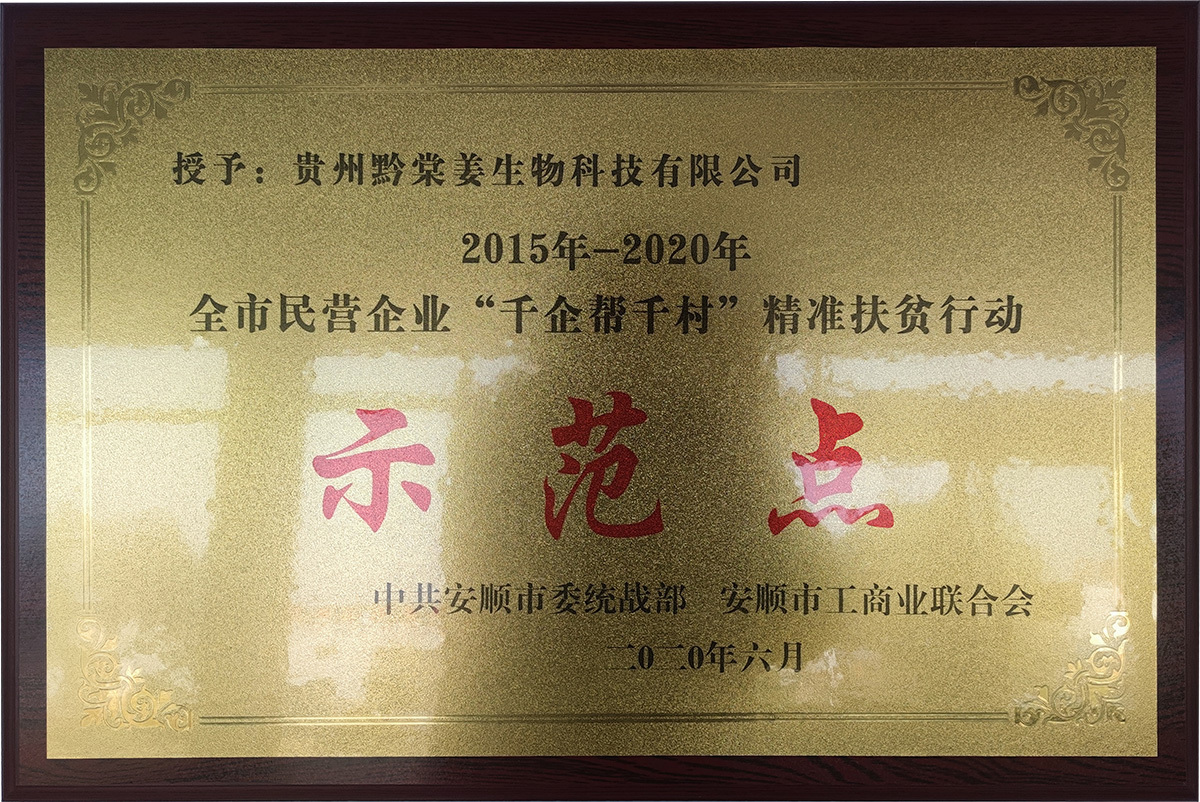 授予：贵州黔棠姜生物科技有限公司
2015年–2020年
全市民营企业“千企帮千村”精准扶贫行动
示范点
中共安顺市委统战部 安顺市工商业联合会
二0二0年六月